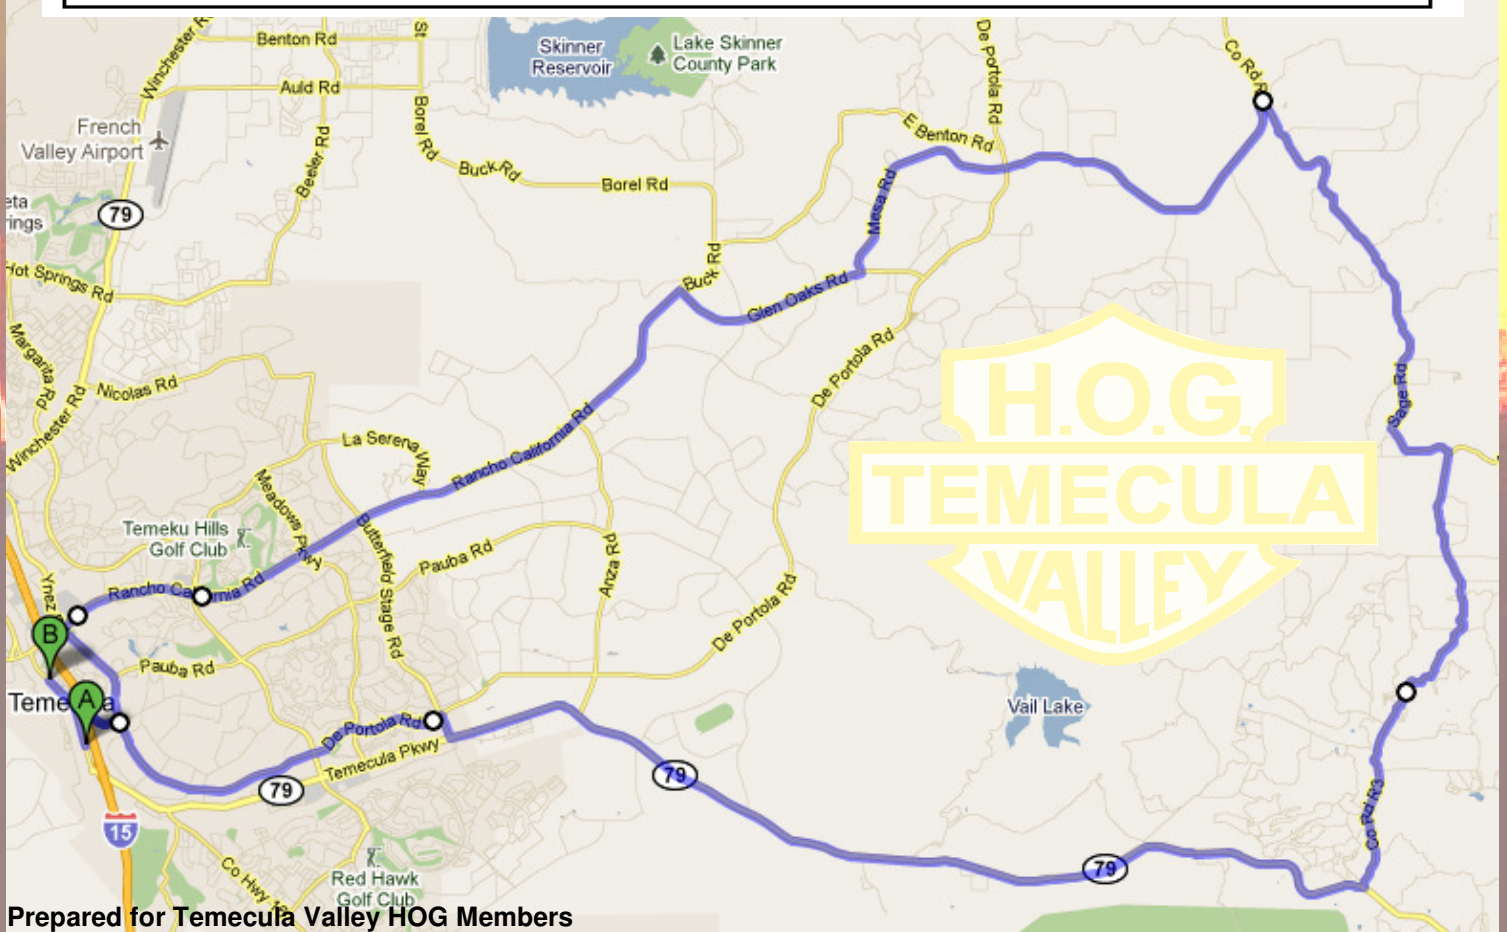 Winchester Rd
Benton Rd
St
Skinner
Reservoir
Lake Skinner
County Park
De Portola Rd
Co Rd R3
Auld Rd
French
Valley Airport
Borel Rd
Beeler Rd
Buck Rd
Borel Rd
E Benton Rd
Mesa Rd
eta
rings
79
Hot Springs Rd
Buck Rd
Glen Oaks Rd
Margarita Rd
Nicolas Rd
Winchester Rd
De Portola Rd
H.O.G.
TEMECULA
VALLEY
Sage Rd
La Serena Way
Rancho California Rd
Meadows Pkwy
Temeku Hills
Golf Club
Butterfield Stage Rd
Pauba Rd
Anza Rd
Ynez
Rancho California Rd
De Portola Rd
B
Pauba Rd
A
Temecula
Vail Lake
De Portola Rd
Temecula Pkwy
79
79
15
Co Rd R3
79
Co Hwy
Red Hawk
Golf Club
Prepared for Temecula Valley HOG Members